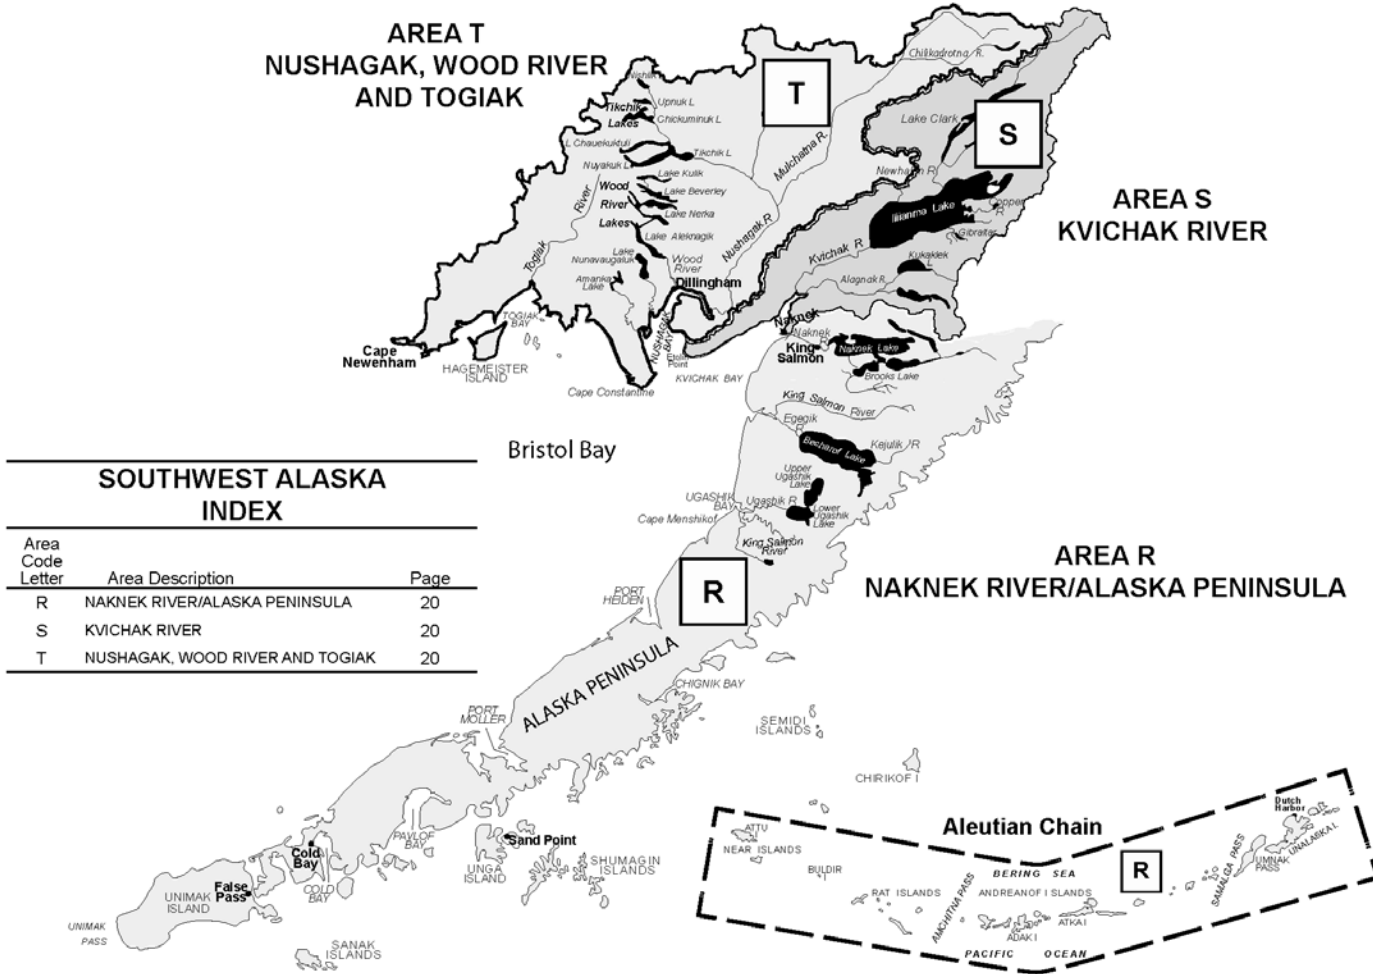 AREA T
NUSHAGAK, WOOD RIVER
AND TOGIAK
T
Chilikadrotna R.
S
Lake Clark
AREA S
KVICHAK RIVER
Upnuk L
Tikchik
Lakes
Chickuminuk L
L Chauekuktuli
Tikchik L
Nuyakuk L
Lake Kulik
Wood
River
Lakes
Lake Beverley
Lake Nerka
Lake Aleknagik
Lake
Nunavaugaluk
Amanka
Lake
Wood
River
Dillingham
Togiak
River
Mulchatna R.
Nushagak R
Newhalen R
Iliamna Lake
Copper
R
Gibraltar
Kvichak R
Kukaklek
L
Alagnak R
Cape
Newenham
TOGIAK
BAY
HAGEMEISTER
ISLAND
Cape Constantine
NUSHAGAK
BAY
Etolin
Point
KVICHAK BAY
Naknek
Naknek
R
King
Salmon
Naknek Lake
Brooks Lake
King Salmon River
Egegik
R
Becharof Lake
Kejulik R
Upper
Ugashik
Lake
UGASHIK
BAY
Ugashik R
Lower
Ugashik
Lake
Cape Menshikof
King Salmon
River
Bristol Bay
SOUTHWEST ALASKA
INDEX
Area
Code
Letter Area Description Page
R NAKNEK RIVER/ALASKA PENINSULA 20
S KVICHAK RIVER 20
T NUSHAGAK, WOOD RIVER AND TOGIAK 20
AREA R
NAKNEK RIVER/ALASKA PENINSULA
R
PORT
HEIDEN
ALASKA PENINSULA
CHIGNIK BAY
PORT
MOLLER
SEMIDI
ISLANDS
CHIRIKOF I
PAVLOF
BAY
Sand Point
UNGA
ISLAND
SHUMAGIN
ISLANDS
Cold
Bay
COLD
BAY
False
Pass
UNIMAK
ISLAND
UNIMAK
PASS
SANAK
ISLANDS
Aleutian Chain
ATTU
NEAR ISLANDS
BULDIR
RAT ISLANDS
AMCHITNA PASS
BERING SEA
ANDREANOF ISLANDS
ADAK I
ATKA I
PACIFIC OCEAN
R
SAMALGA PASS
UMNAK
PASS
UNALASKA I.
Dutch
Harbor